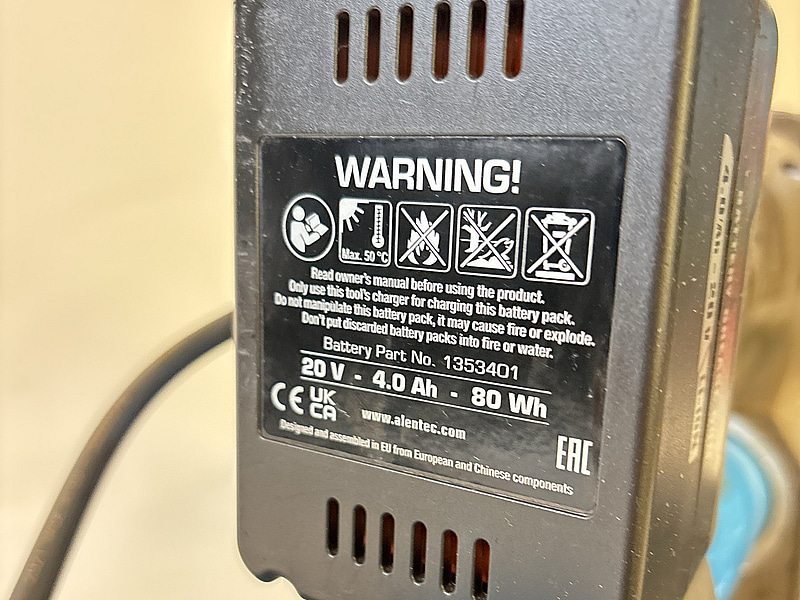 WARNING!
Max. 50 °C
Read owner's manual before using the product.
Only use this tool's charger for charging this battery pack.
Do not manipulate this battery pack, it may cause fire or explode.
Don't put discarded battery packs into fire or water.
Battery Part No. 1353401
20 V - 4.0 Ah - 80 Wh
CE UK CA www.alentec.com
EAC
Designed and assembled in EU from European and Chinese components